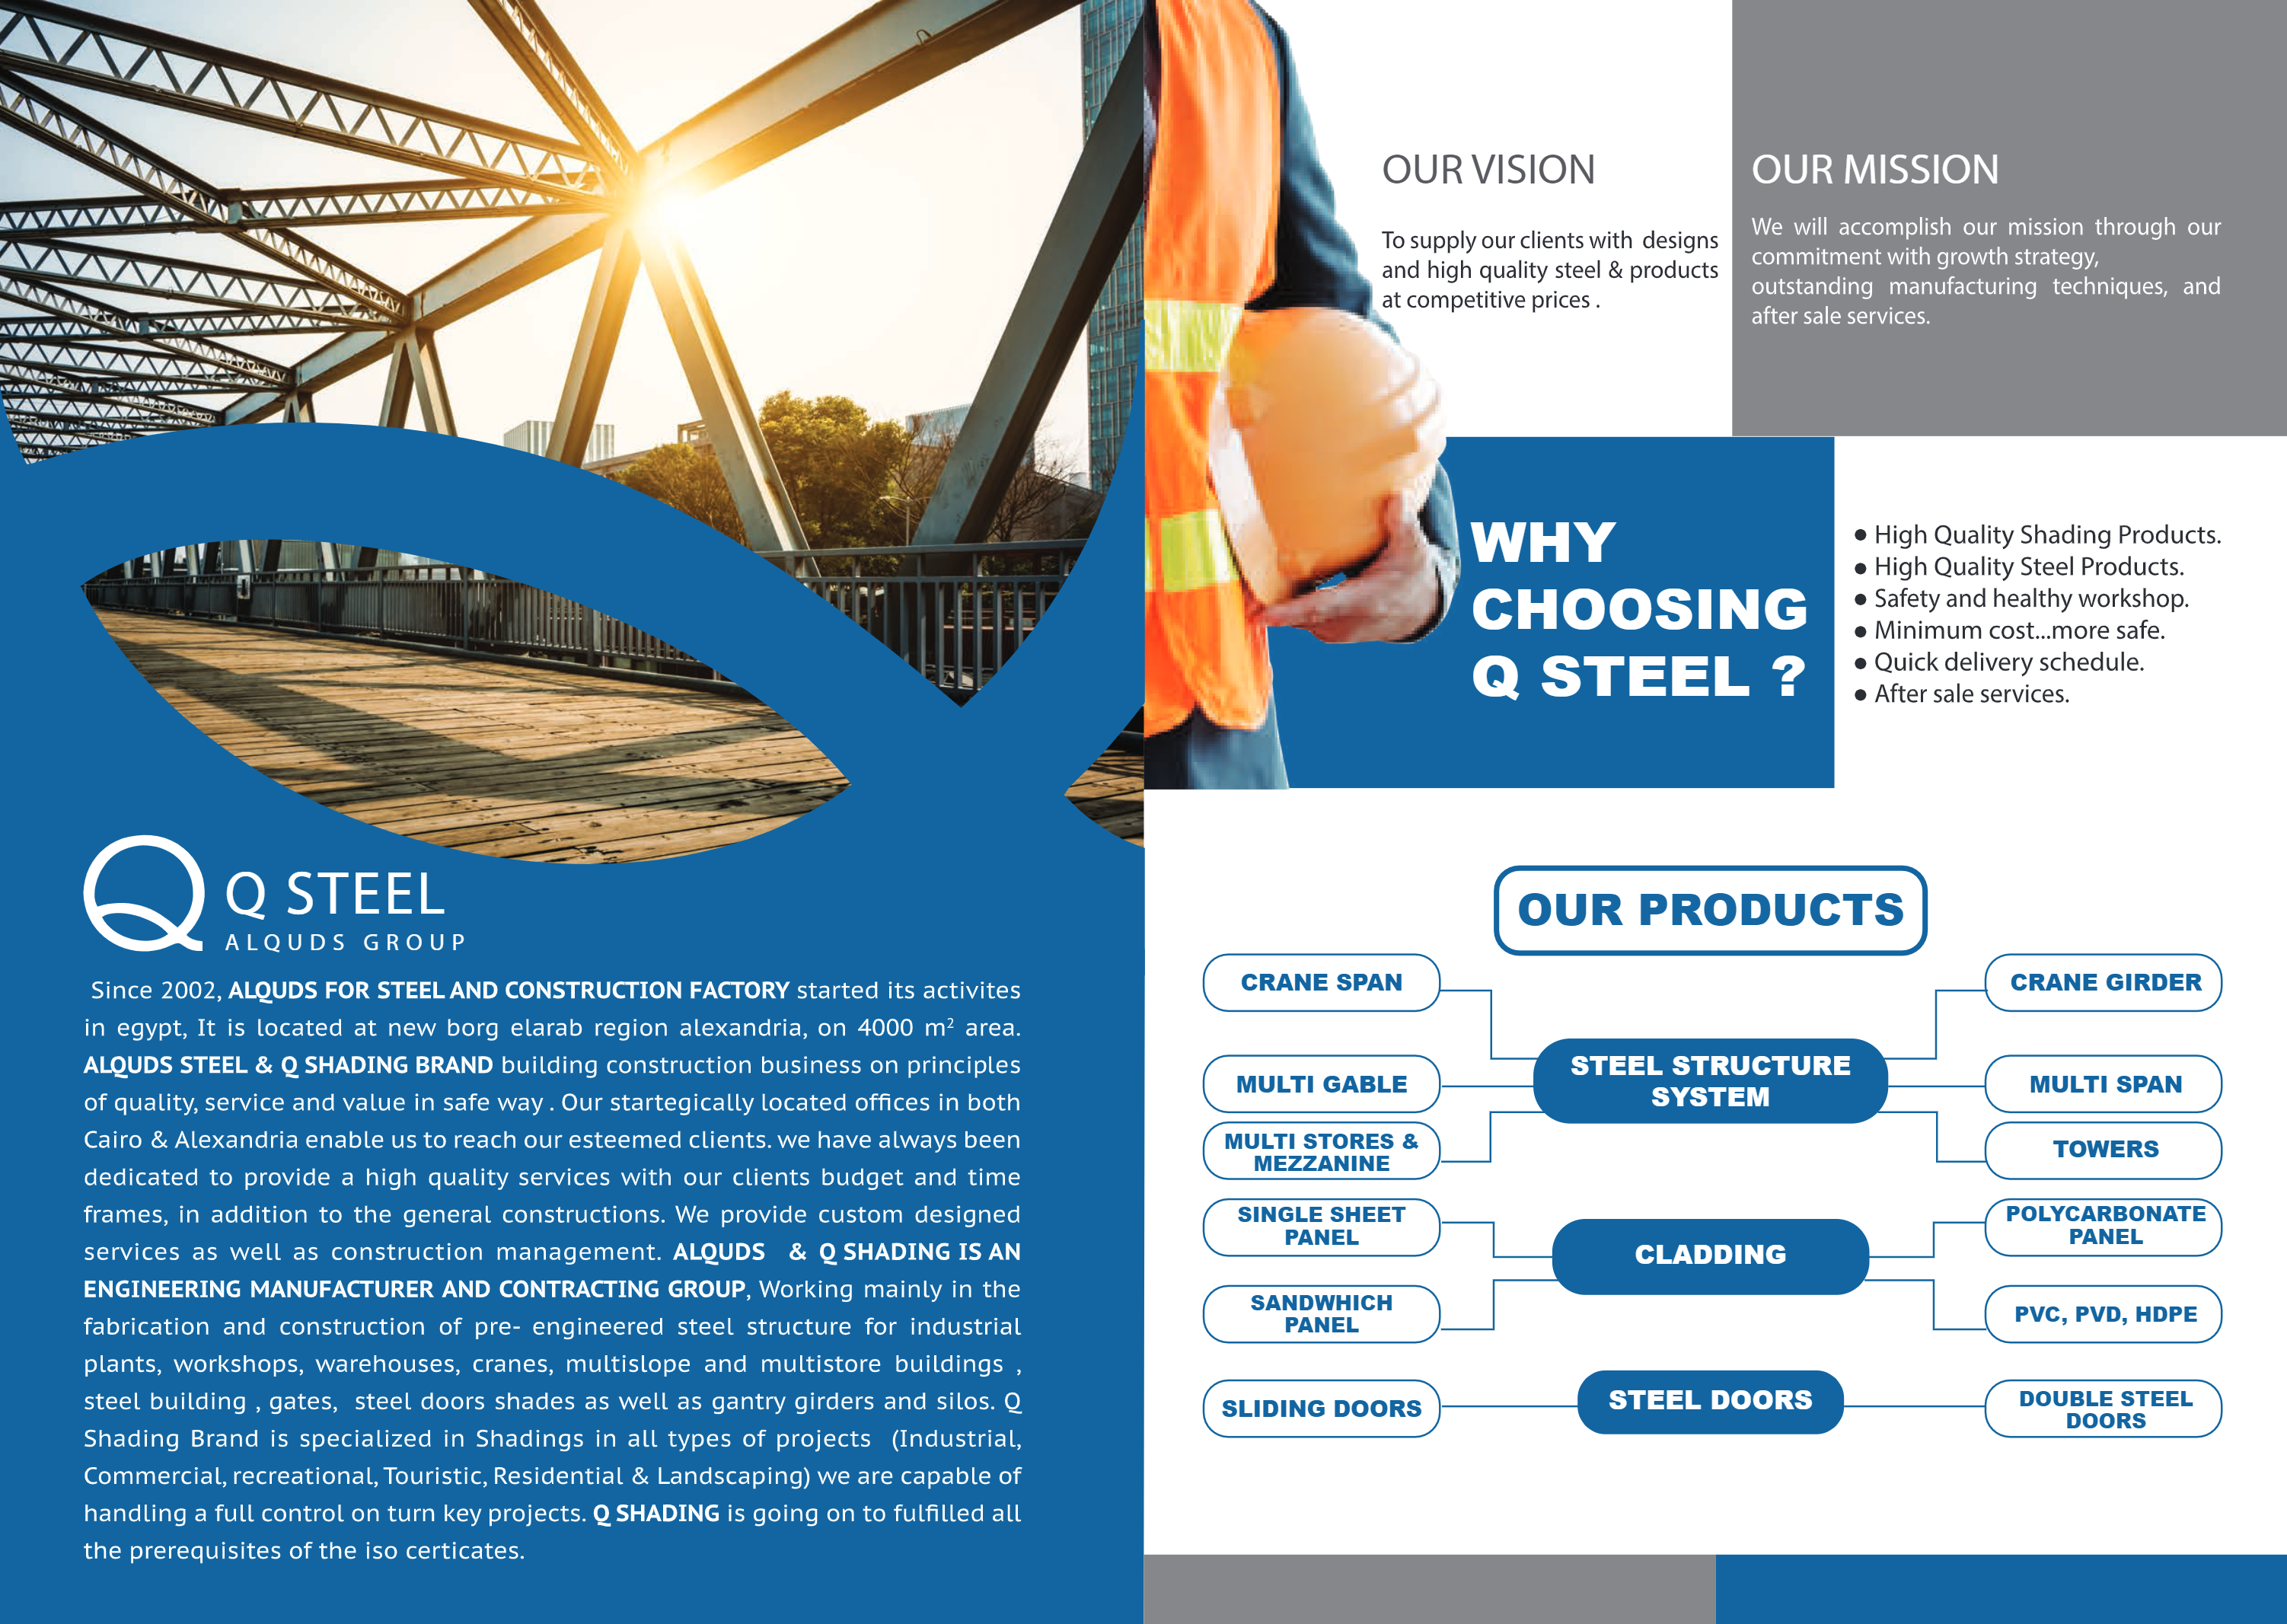 Q STEEL
ALQUDS GROUP
Since 2002, ALQUDS FOR STEEL AND CONSTRUCTION FACTORY started its activites
in egypt, It is located at new borg elarab region alexandria, on 4000 m² area.
ALQUDS STEEL & Q SHADING BRAND building construction business on principles
of quality, service and value in safe way . Our startegically located offices in both
Cairo & Alexandria enable us to reach our esteemed clients. we have always been
dedicated to provide a high quality services with our clients budget and time
frames, in addition to the general constructions. We provide custom designed
services as well as construction management. ALQUDS & Q SHADING IS AN
ENGINEERING MANUFACTURER AND CONTRACTING GROUP, Working mainly in the
fabrication and construction of pre- engineered steel structure for industrial
plants, workshops, warehouses, cranes, multislope and multistore buildings ,
steel building , gates, steel doors shades as well as gantry girders and silos. Q
Shading Brand is specialized in Shadings in all types of projects (Industrial,
Commercial, recreational, Touristic, Residential & Landscaping) we are capable of
handling a full control on turn key projects. Q SHADING is going on to fulfilled all
the prerequisites of the iso certicates.
OUR VISION
To supply our clients with designs
and high quality steel & products
at competitive prices .
OUR MISSION
We will accomplish our mission through our
commitment with growth strategy,
outstanding manufacturing techniques, and
after sale services.
WHY
CHOOSING
Q STEEL ?
● High Quality Shading Products.
● High Quality Steel Products.
● Safety and healthy workshop.
● Minimum cost...more safe.
● Quick delivery schedule.
● After sale services.
OUR PRODUCTS
CRANE SPAN
CRANE GIRDER
STEEL STRUCTURE
SYSTEM
MULTI GABLE
MULTI SPAN
MULTI STORES &
MEZZANINE
TOWERS
SINGLE SHEET
PANEL
POLYCARBONATE
PANEL
CLADDING
SANDWHICH
PANEL
PVC, PVD, HDPE
SLIDING DOORS
STEEL DOORS
DOUBLE STEEL
DOORS